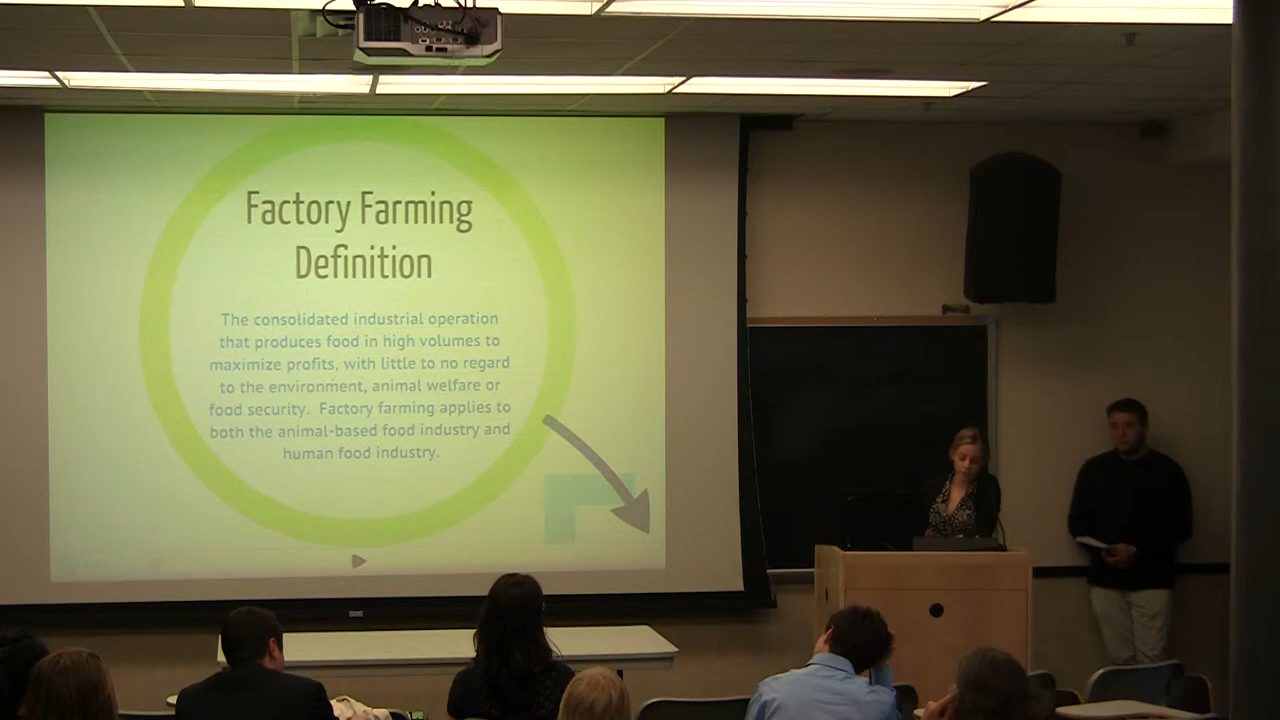 Factory Farming
Definition
The consolidated industrial operation
that produces food in high volumes to
maximize profits, with little to no regard
to the environment, animal welfare or
food security.  Factory farming applies to
both the animal-based food industry and
human food industry.